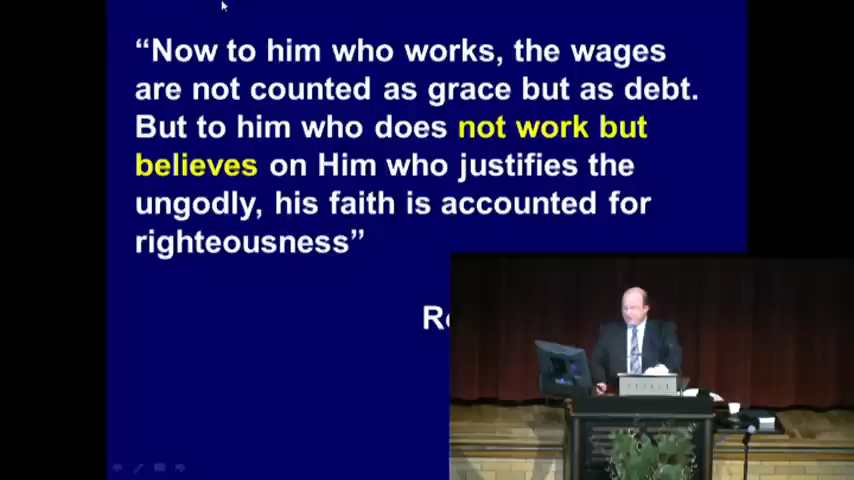 “Now to him who works, the wages
are not counted as grace but as debt.
But to him who does not work but
believes on Him who justifies the
ungodly, his faith is accounted for
righteousness”